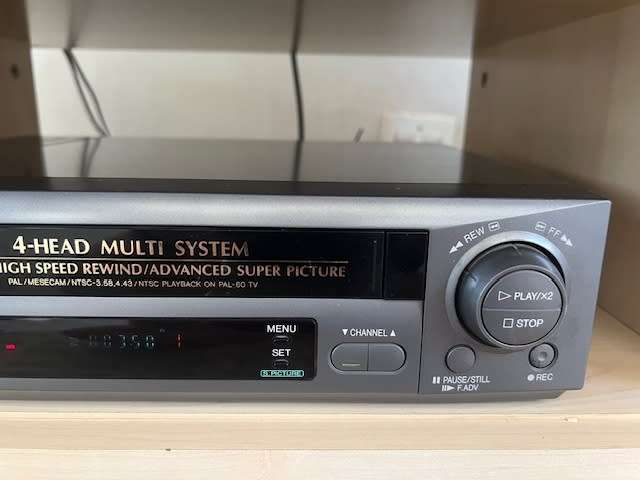 4-HEAD MULTI SYSTEM
HIGH SPEED REWIND/ADVANCED SUPER PICTURE
PAL/MESECAM/NTSC-3.58,4.43/NTSC PLAYBACK ON PAL-60 TV
◀◀ REW
FF ▶▶
▷ PLAY/X2
□ STOP
MENU
SET
S.PICTURE
▼ CHANNEL ▲
PAUSE/STILL
F.ADV
● REC